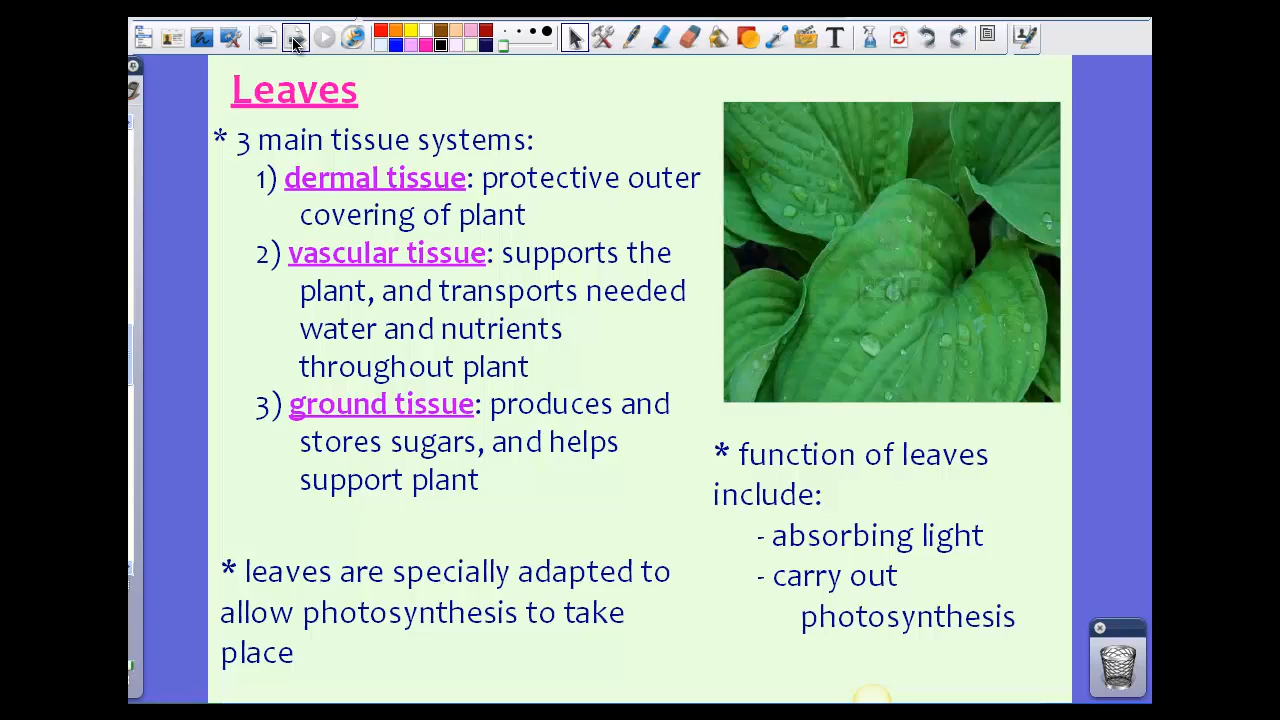 Leaves
* 3 main tissue systems:
1) dermal tissue: protective outer
covering of plant
2) vascular tissue: supports the
plant, and transports needed
water and nutrients
throughout plant
3) ground tissue: produces and
stores sugars, and helps
support plant
* leaves are specially adapted to
allow photosynthesis to take
place
* function of leaves
include:
- absorbing light
- carry out
photosynthesis